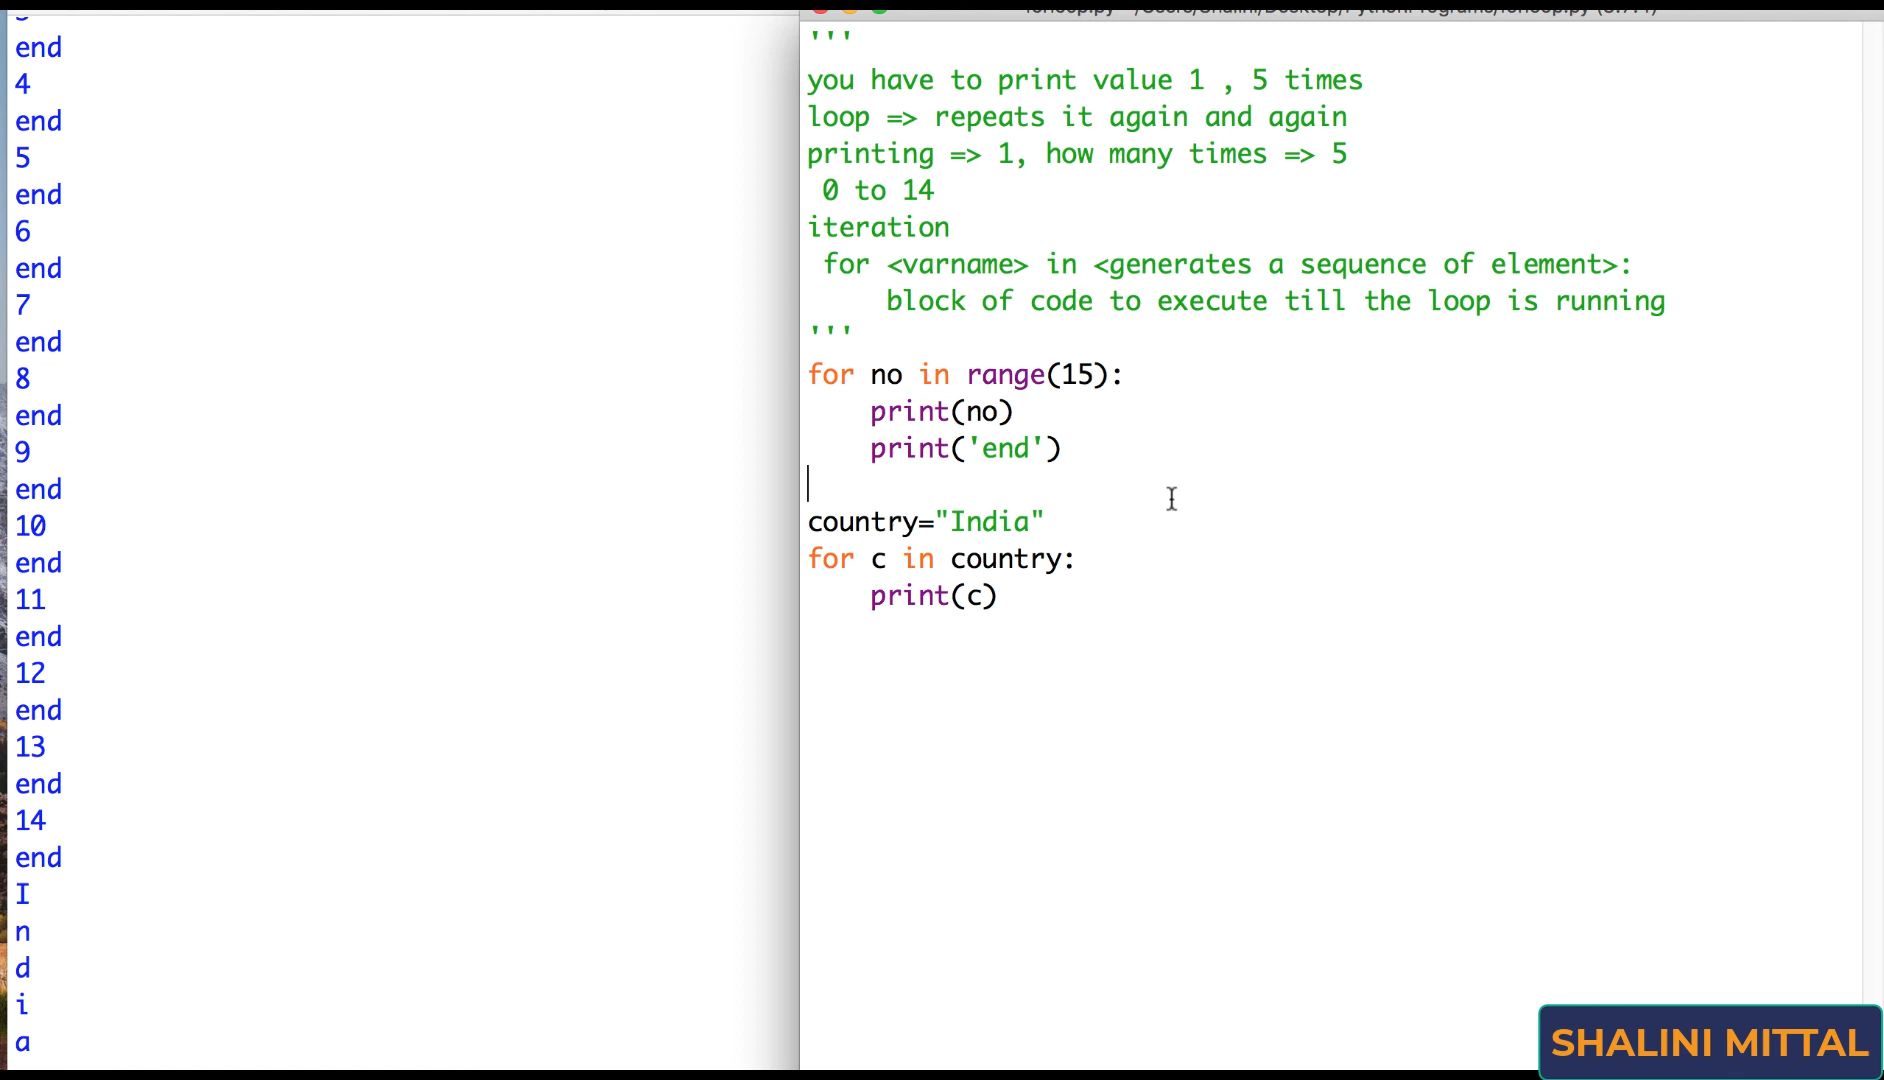 end
4
end
5
end
6
end
7
end
8
end
9
end
10
end
11
end
12
end
13
end
14
end
I
n
d
i
a
'''
you have to print value 1 , 5 times
loop => repeats it again and again
printing => 1, how many times => 5
 0 to 14
iteration
 for <varname> in <generates a sequence of element>:
     block of code to execute till the loop is running
'''
for no in range(15):
    print(no)
    print('end')
country="India"
for c in country:
    print(c)
SHALINI MITTAL